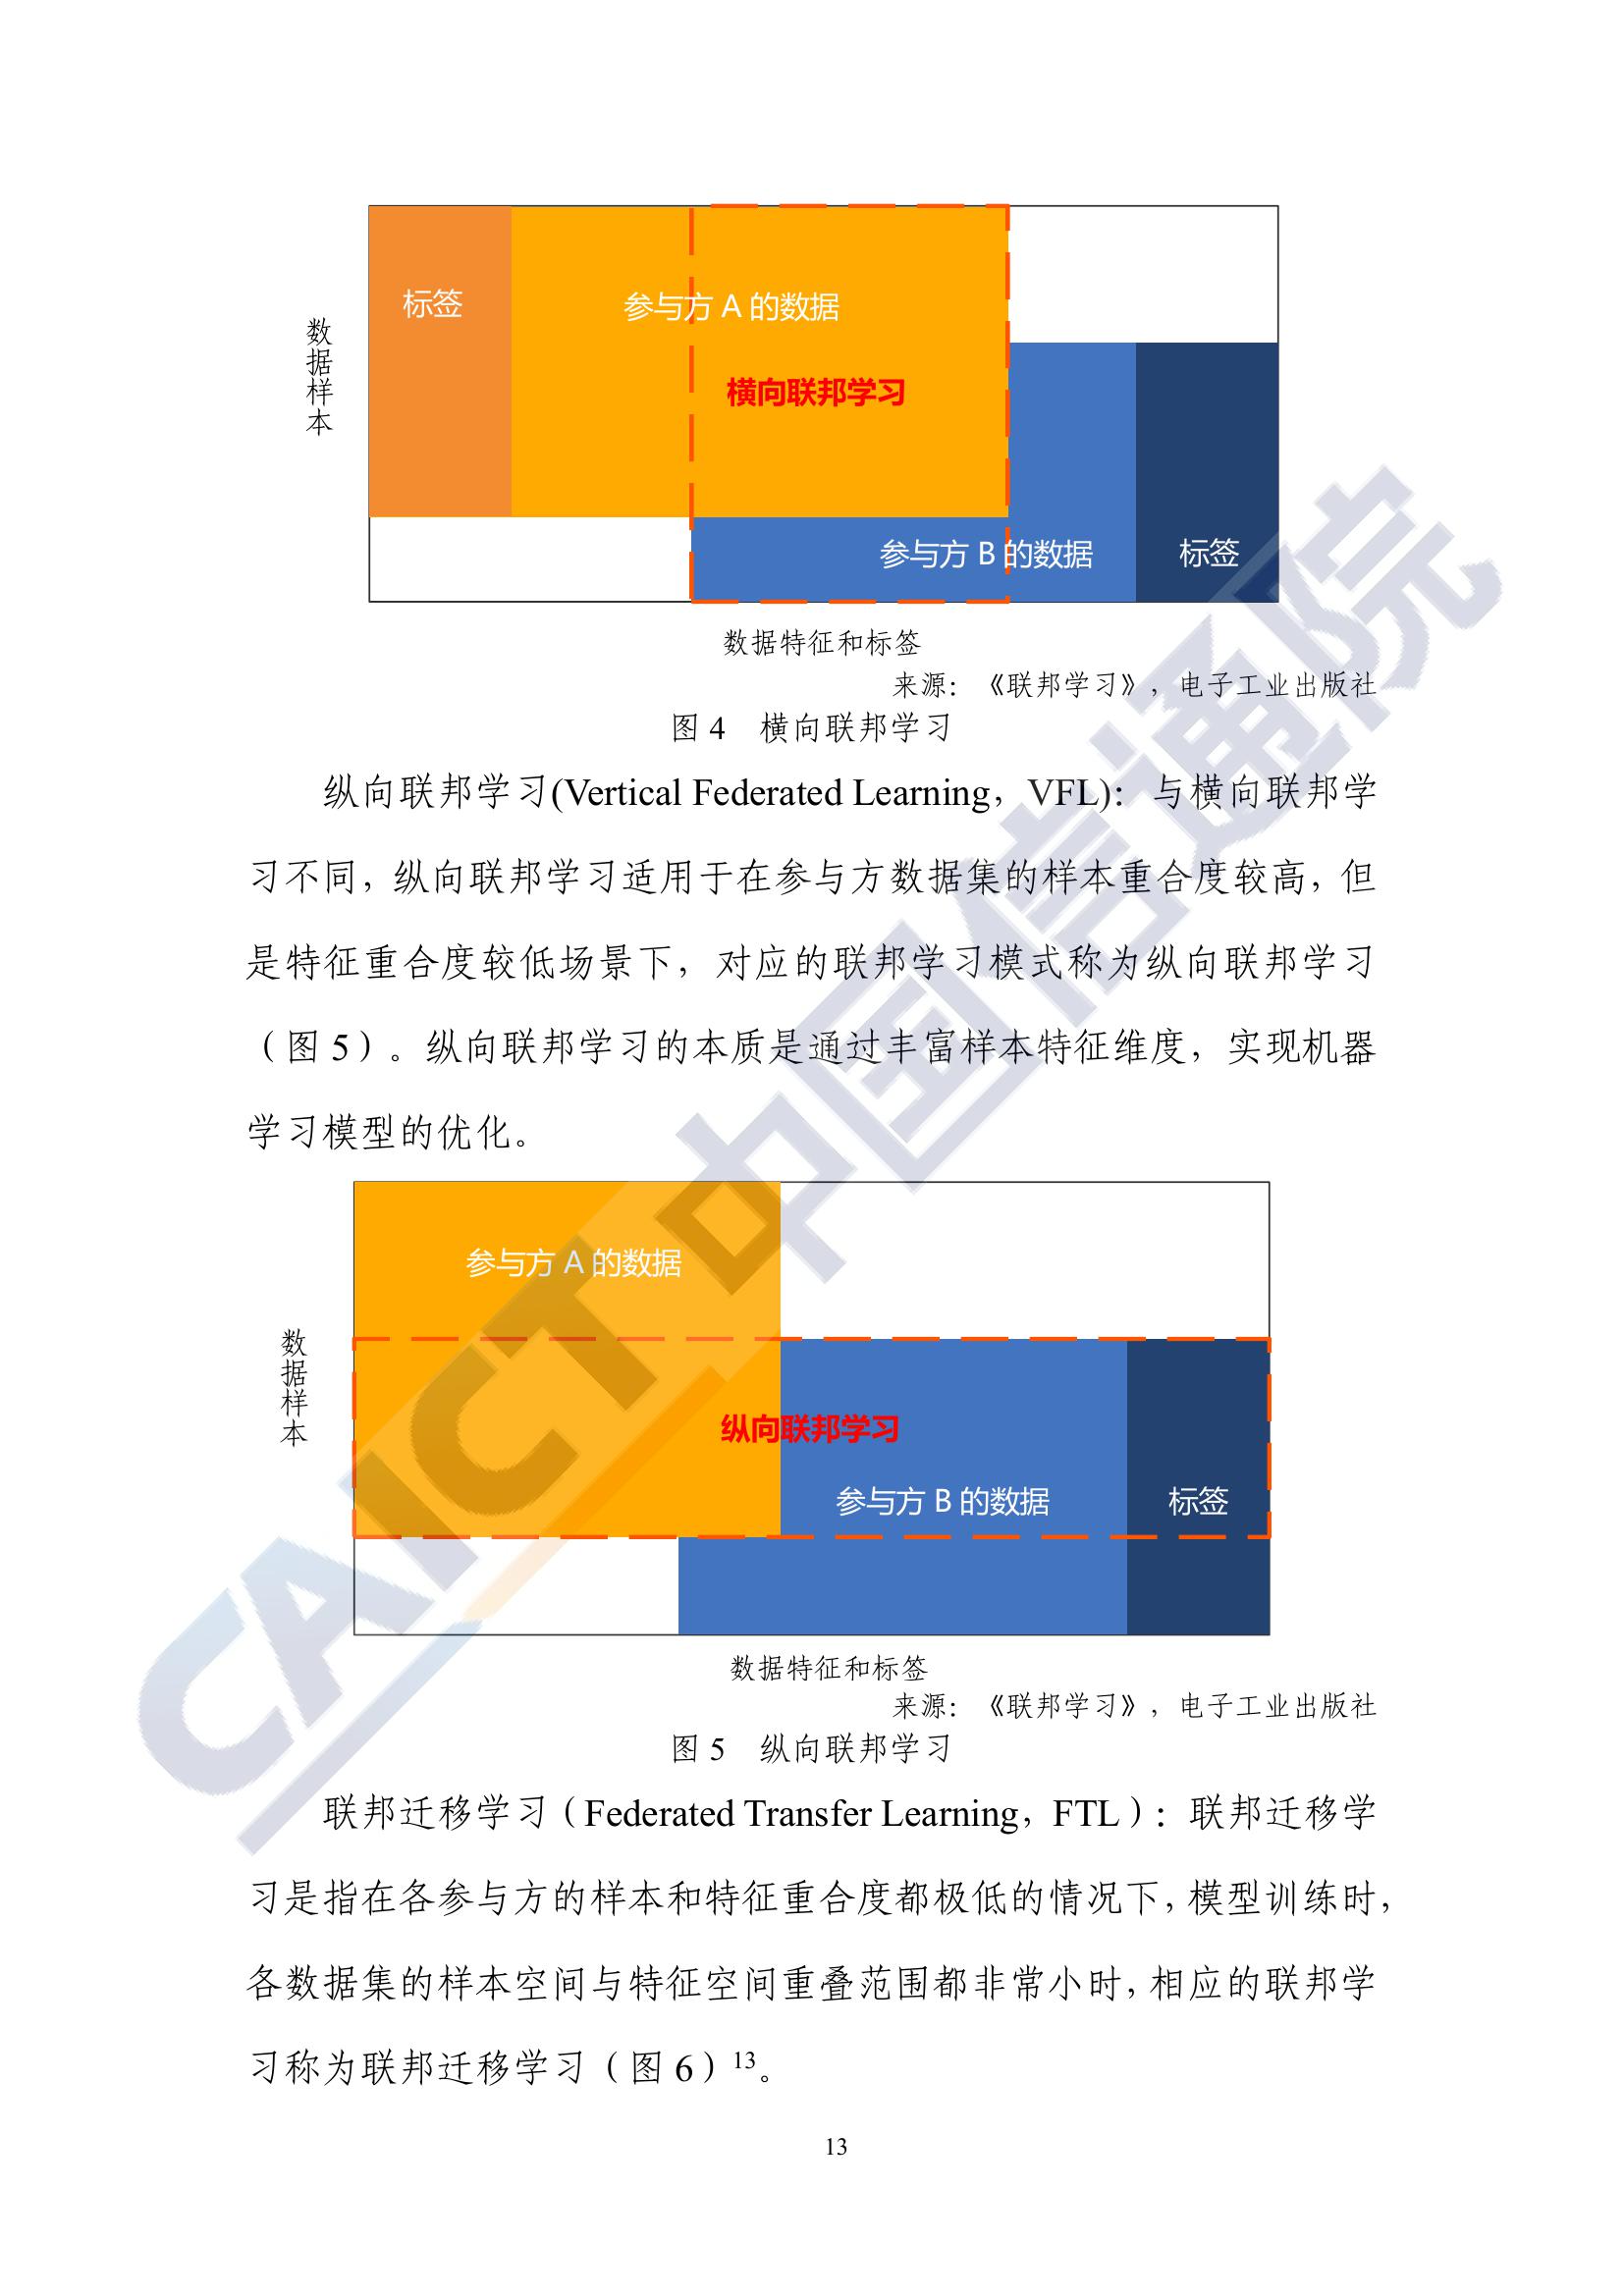 标签
参与方 A 的数据
横向联邦学习
数据样本
参与方 B 的数据
标签
数据特征和标签
来源：《联邦学习》，电子工业出版社
图 4 横向联邦学习
纵向联邦学习(Vertical Federated Learning，VFL)：与横向联邦学
习不同，纵向联邦学习适用于在参与方数据集的样本重合度较高，但
是特征重合度较低场景下，对应的联邦学习模式称为纵向联邦学习
（图 5）。纵向联邦学习的本质是通过丰富样本特征维度，实现机器
学习模型的优化。
参与方 A 的数据
数据样本
纵向联邦学习
参与方 B 的数据
标签
数据特征和标签
来源：《联邦学习》，电子工业出版社
图 5 纵向联邦学习
联邦迁移学习（Federated Transfer Learning，FTL）：联邦迁移学
习是指在各参与方的样本和特征重合度都极低的情况下，模型训练时，
各数据集的样本空间与特征空间重叠范围都非常小时，相应的联邦学
习称为联邦迁移学习（图 6）13。
13
CAICT 中国信通院